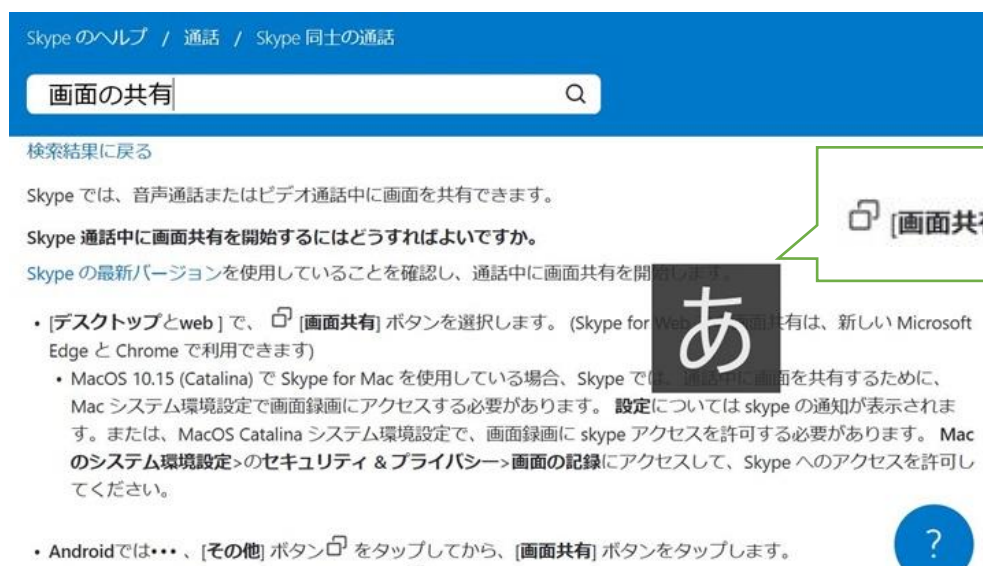 Skype のヘルプ / 通話 / Skype 同士の通話
画面の共有
検索結果に戻る
Skype では、音声通話またはビデオ通話中に画面を共有できます。
[画面共
Skype 通話中に画面共有を開始するにはどうすればよいですか。
Skype の最新バージョンを使用していることを確認し、通話中に画面共有を開始します。
あ
• [デスクトップとweb ] で、 [画面共有] ボタンを選択します。 (Skype for Web 画面共有は、新しい Microsoft
Edge と Chrome で利用できます)
• MacOS 10.15 (Catalina) で Skype for Mac を使用している場合、Skype では、通話中に画面を共有するために、
Mac システム環境設定で画面録画にアクセスする必要があります。 設定については skype の通知が表示されま
す。または、MacOS Catalina システム環境設定で、画面録画に skype アクセスを許可する必要があります。 Mac
のシステム環境設定>のセキュリティ & プライバシー>画面の記録にアクセスして、Skype へのアクセスを許可し
てください。
• Androidでは••• 、[その他] ボタン をタップしてから、[画面共有] ボタンをタップします。
?